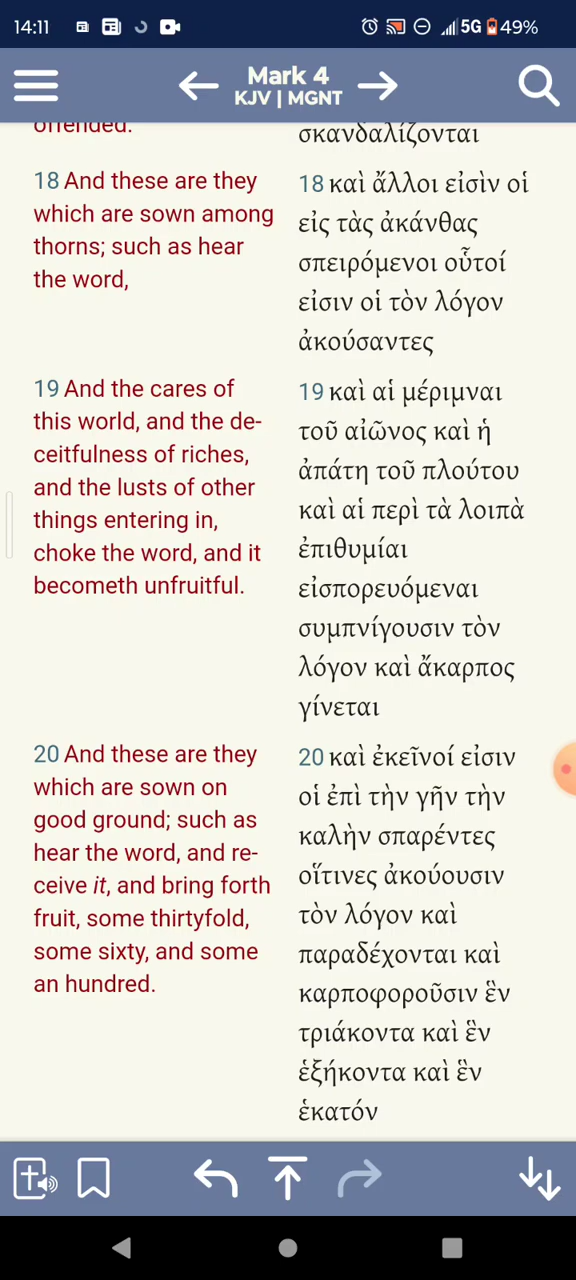 14:11
5G 49%
Mark 4
KJV | MGNT
offended.
18 And these are they
which are sown among
thorns; such as hear
the word,
19 And the cares of
this world, and the de-
ceitfulness of riches,
and the lusts of other
things entering in,
choke the word, and it
becometh unfruitful.
20 And these are they
which are sown on
good ground; such as
hear the word, and re-
ceive it, and bring forth
fruit, some thirtyfold,
some sixty, and some
an hundred.
σκανδαλίζονται
18 καὶ ἄλλοι εἰσὶν οἱ
εἰς τὰς ἀκάνθας
σπειρόμενοι οὗτοί
εἰσιν οἱ τὸν λόγον
ἀκούσαντες
19 καὶ αἱ μέριμναι
τοῦ αἰῶνος καὶ ἡ
ἀπάτη τοῦ πλούτου
καὶ αἱ περὶ τὰ λοιπὰ
ἐπιθυμίαι
εἰσπορευόμεναι
συμπνίγουσιν τὸν
λόγον καὶ ἄκαρπος
γίνεται
20 καὶ ἐκεῖνοί εἰσιν
οἱ ἐπὶ τὴν γῆν τὴν
καλὴν σπαρέντες
οἵτινες ἀκούουσιν
τὸν λόγον καὶ
παραδέχονται καὶ
καρποφοροῦσιν ἓν
τριάκοντα καὶ ἓν
ἑξήκοντα καὶ ἓν
ἑκατόν